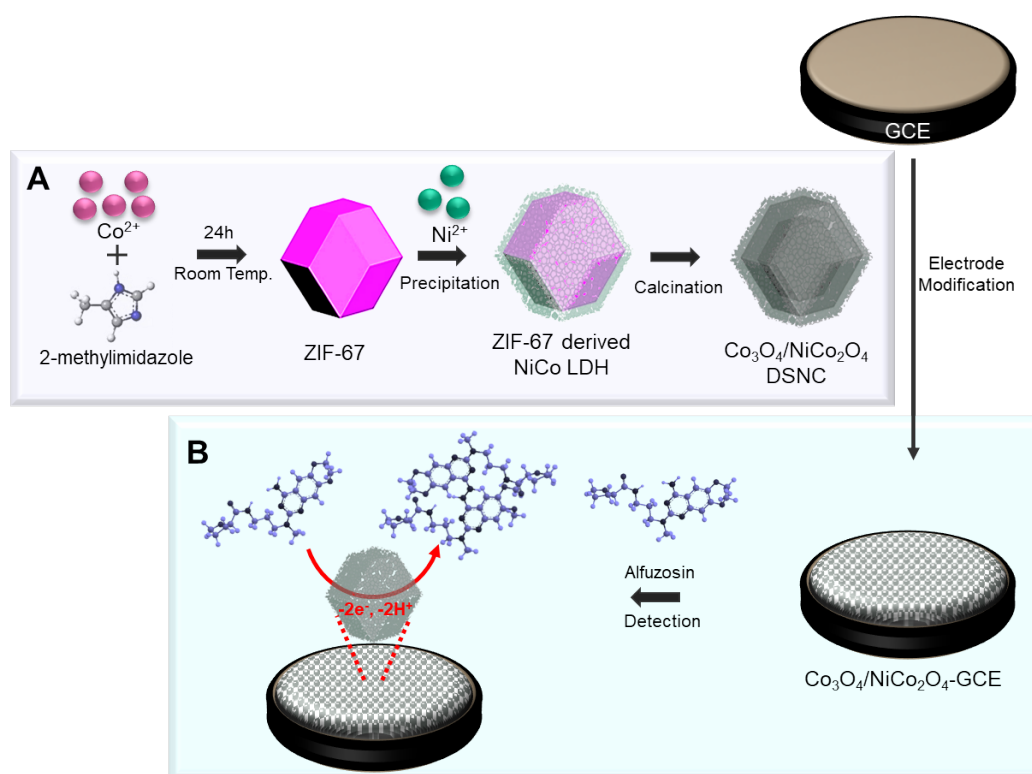 GCE
A
Co²⁺
+
2-methylimidazole
24h
Room Temp.
ZIF-67
Ni²⁺
Precipitation
ZIF-67 derived
NiCo LDH
Calcination
Co₃O₄/NiCo₂O₄
DSNC
Electrode
Modification
B
-2e⁻, -2H⁺
Alfuzosin
Detection
Co₃O₄/NiCo₂O₄-GCE